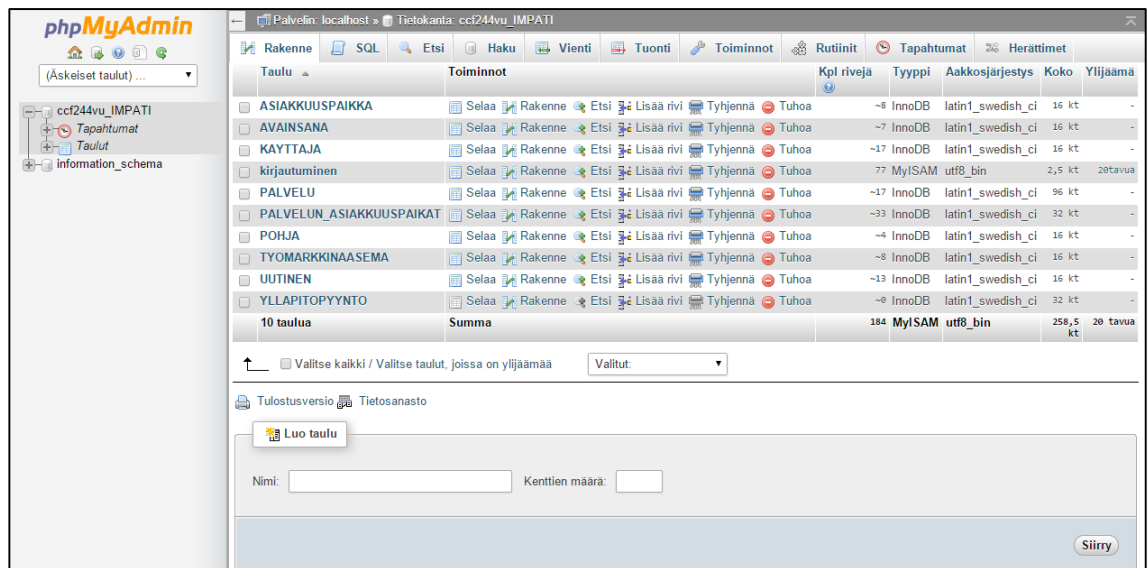 phpMyAdmin
(Äskeiset taulut) ...
ccf244vu_IMPATI
Tapahtumat
Taulut
information_schema
Palvelin: localhost » Tietokanta: ccf244vu_IMPATI
Rakenne SQL Etsi Haku Vienti Tuonti Toiminnot Rutiinit Tapahtumat Herättimet
Taulu Toiminnot Kpl rivejä Tyyppi Aakkosjärjestys Koko Ylijäämä
ASIAKKUUSPAIKKA Selaa Rakenne Etsi Lisää rivi Tyhjennä Tuhoa ~8 InnoDB latin1_swedish_ci 16 kt -
AVAINSANA Selaa Rakenne Etsi Lisää rivi Tyhjennä Tuhoa ~7 InnoDB latin1_swedish_ci 16 kt -
KAYTTAJA Selaa Rakenne Etsi Lisää rivi Tyhjennä Tuhoa ~17 InnoDB latin1_swedish_ci 16 kt -
kirjautuminen Selaa Rakenne Etsi Lisää rivi Tyhjennä Tuhoa 77 MyISAM utf8_bin 2,5 kt 20tavua
PALVELU Selaa Rakenne Etsi Lisää rivi Tyhjennä Tuhoa ~17 InnoDB latin1_swedish_ci 96 kt -
PALVELUN_ASIAKKUUSPAIKAT Selaa Rakenne Etsi Lisää rivi Tyhjennä Tuhoa ~33 InnoDB latin1_swedish_ci 32 kt -
POHJA Selaa Rakenne Etsi Lisää rivi Tyhjennä Tuhoa ~4 InnoDB latin1_swedish_ci 16 kt -
TYOMARKKINAASEMA Selaa Rakenne Etsi Lisää rivi Tyhjennä Tuhoa ~8 InnoDB latin1_swedish_ci 16 kt -
UUTINEN Selaa Rakenne Etsi Lisää rivi Tyhjennä Tuhoa ~13 InnoDB latin1_swedish_ci 16 kt -
YLLAPITOPYYNTO Selaa Rakenne Etsi Lisää rivi Tyhjennä Tuhoa ~0 InnoDB latin1_swedish_ci 32 kt -
10 taulua Summa 184 MyISAM utf8_bin 258,5 kt 20 tavua
Valitse kaikki / Valitse taulut, joissa on ylijäämää Valitut:
Tulostusversio Tietosanasto
Luo taulu
Nimi: Kenttien määrä:
Siirry